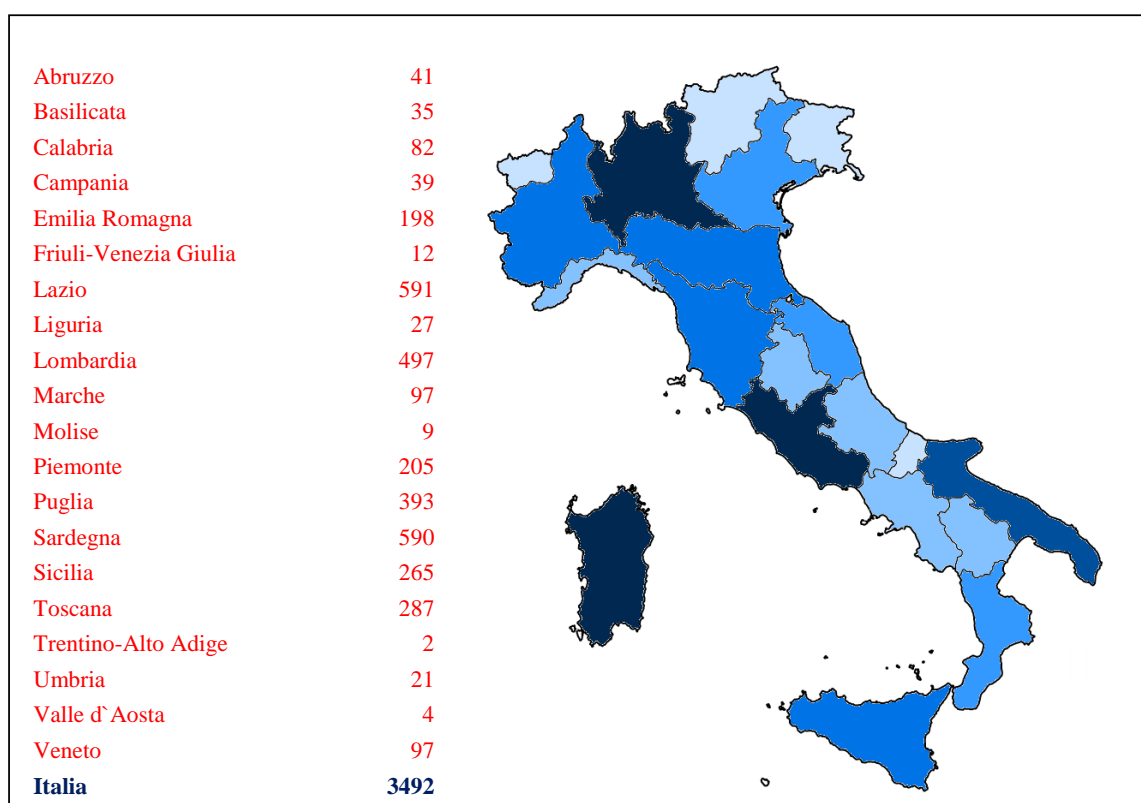 Abruzzo 41
Basilicata 35
Calabria 82
Campania 39
Emilia Romagna 198
Friuli-Venezia Giulia 12
Lazio 591
Liguria 27
Lombardia 497
Marche 97
Molise 9
Piemonte 205
Puglia 393
Sardegna 590
Sicilia 265
Toscana 287
Trentino-Alto Adige 2
Umbria 21
Valle d`Aosta 4
Veneto 97
Italia 3492